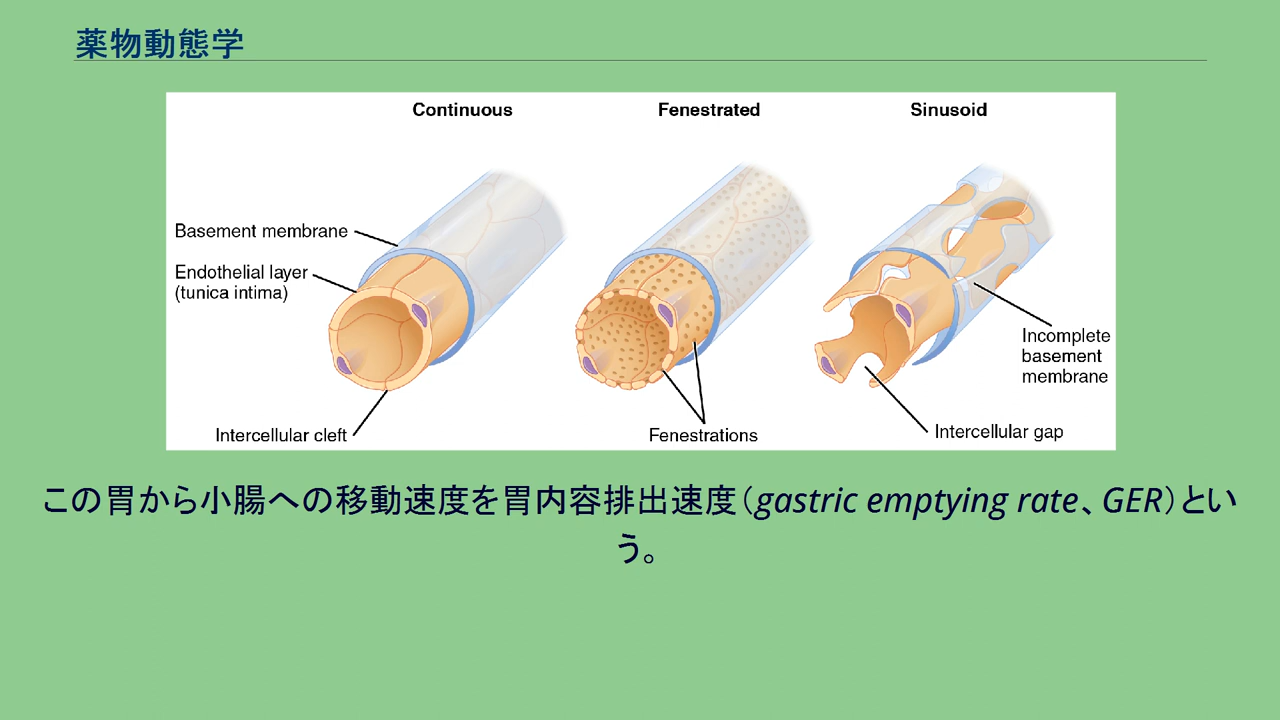 薬物動態学
Continuous
Fenestrated
Sinusoid
Basement membrane
Endothelial layer
(tunica intima)
Intercellular cleft
Fenestrations
Incomplete
basement
membrane
Intercellular gap
この胃から小腸への移動速度を胃内容排出速度（gastric emptying rate、GER）とい
う。